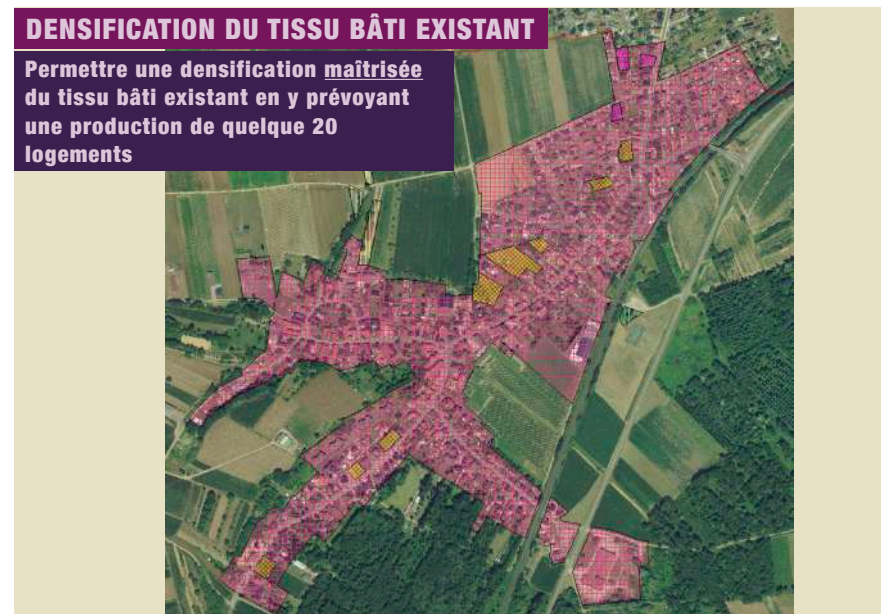 DENSIFICATION DU TISSU BÂTI EXISTANT
Permettre une densification maîtrisée
du tissu bâti existant en y prévoyant
une production de quelque 20
logements